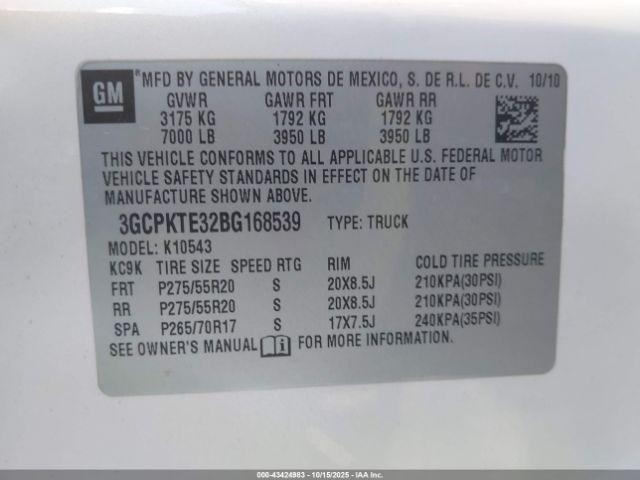 GM
MFD BY GENERAL MOTORS DE MEXICO, S. DE R.L. DE C.V. 10/10
GVWR GAWR FRT GAWR RR
3175 KG 1792 KG 1792 KG
7000 LB 3950 LB 3950 LB
THIS VEHICLE CONFORMS TO ALL APPLICABLE U.S. FEDERAL MOTOR
VEHICLE SAFETY STANDARDS IN EFFECT ON THE DATE OF
MANUFACTURE SHOWN ABOVE.
3GCPKTE32BG168539 TYPE: TRUCK
MODEL: K10543
KC9K TIRE SIZE SPEED RTG RIM COLD TIRE PRESSURE
FRT P275/55R20 S 20X8.5J 210KPA(30PSI)
RR P275/55R20 S 20X8.5J 210KPA(30PSI)
SPA P265/70R17 S 17X7.5J 240KPA(35PSI)
SEE OWNER'S MANUAL FOR MORE INFORMATION.
000-43424983 - 10/15/2025 - IAA, Inc.